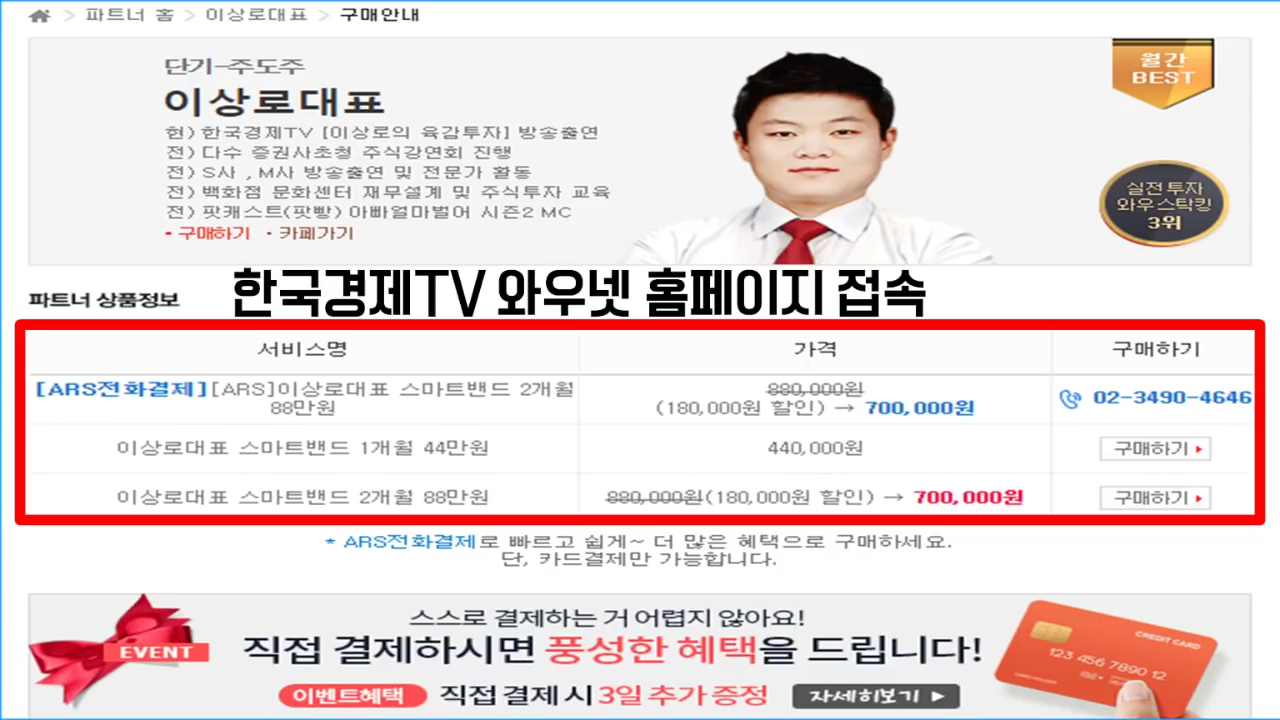 파트너 홈 > 이상로대표 > 구매안내
단기-주도주
이상로대표
현) 한국경제TV [이상로의 육감투자] 방송출연
전) 다수 증권사초청 주식강연회 진행
전) S사 , M사 방송출연 및 전문가 활동
전) 백화점 문화센터 재무설계 및 주식투자 교육
전) 팟캐스트(팟빵) 아빠얼마벌어 시즌2 MC
· 구매하기 · 카페가기
월간
BEST
실전투자
와우스탁킹
3위
파트너 상품정보
한국경제TV 와우넷 홈페이지 접속
서비스명 가격 구매하기
[ARS전화결제][ARS]이상로대표 스마트밴드 2개월
88만원
880,000원
(180,000원 할인) → 700,000원
02-3490-4646
이상로대표 스마트밴드 1개월 44만원 440,000원 구매하기
이상로대표 스마트밴드 2개월 88만원 880,000원(180,000원 할인) → 700,000원 구매하기
* ARS전화결제로 빠르고 쉽게~ 더 많은 혜택으로 구매하세요.
단, 카드결제만 가능합니다.
EVENT
스스로 결제하는 거 어렵지 않아요!
직접 결제하시면 풍성한 혜택을 드립니다!
이벤트혜택 직접 결제 시 3일 추가 증정 자세히보기 ▶
CREDIT CARD
123 456 7890 12